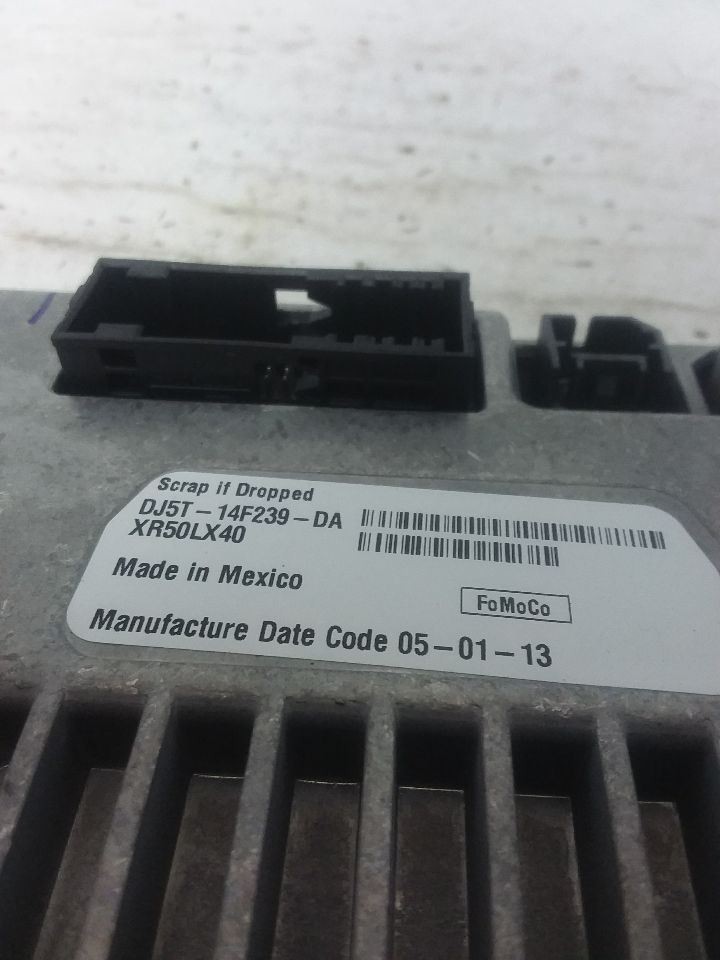 Scrap if Dropped
DJ5T-14F239-DA
XR50LX40
Made in Mexico
FoMoCo
Manufacture Date Code 05-01-13